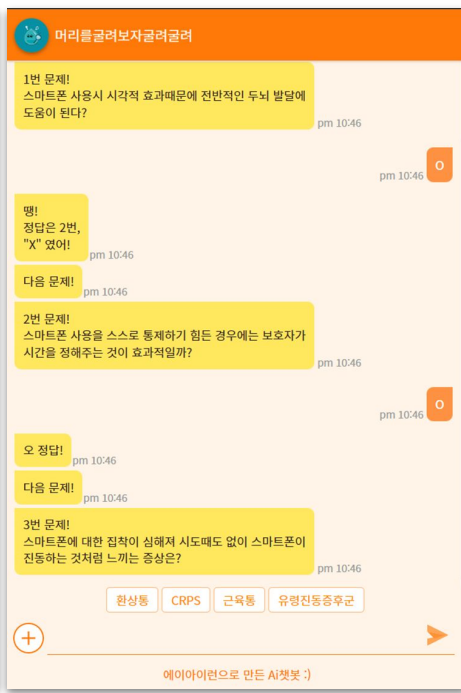 머리를굴려보자굴려굴려
1번 문제!
스마트폰 사용시 시각적 효과때문에 전반적인 두뇌 발달에
도움이 된다?
pm 10:46
O
pm 10:46
땡!
정답은 2번,
"X" 였어!
pm 10:46
다음 문제!
pm 10:46
2번 문제!
스마트폰 사용을 스스로 통제하기 힘든 경우에는 보호자가
시간을 정해주는 것이 효과적일까?
pm 10:46
O
pm 10:46
오 정답!
pm 10:46
다음 문제!
pm 10:46
3번 문제!
스마트폰에 대한 집착이 심해져 시도때도 없이 스마트폰이
진동하는 것처럼 느끼는 증상은?
pm 10:46
환상통 CRPS 근육통 유령진동증후군
에이아이런으로 만든 Ai챗봇 :)